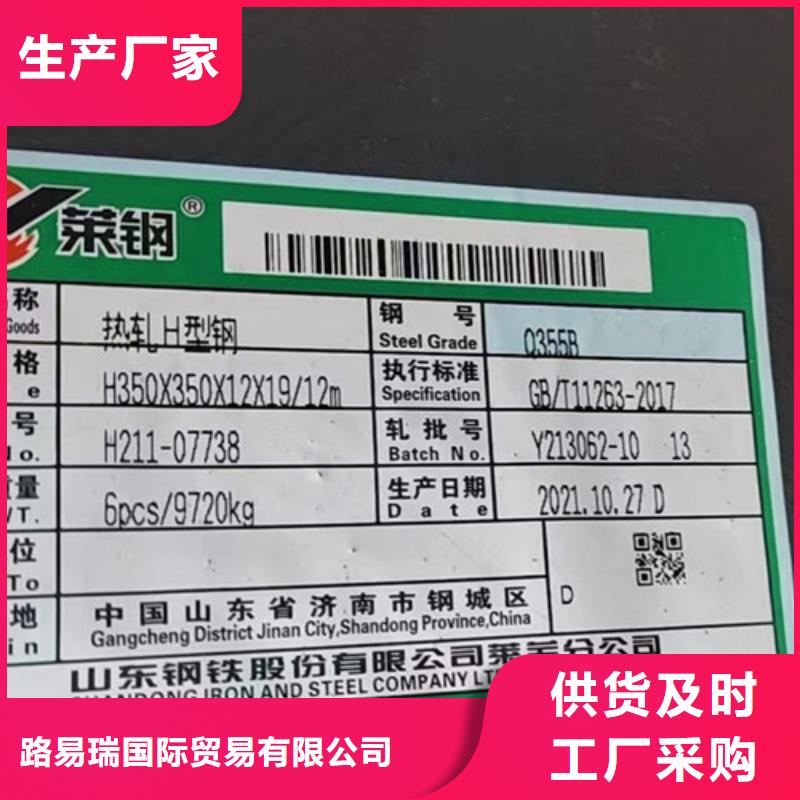 生产厂家
莱钢®
称 热轧H型钢 钢号 Q355B
Goods Steel Grade
格 H350X350X12X19/12m 执行标准 GB/T11263-2017
e Specification
号 H211-07738 轧批号 Y213062-10 13
No. Batch No.
量 6pcs/9720kg 生产日期 2021.10.27 D
/T. Date
位
To D
地 中国山东省济南市钢城区
in Gangcheng District Jinan City,Shandong Province,China
山东钢铁股份有限公司莱芜分公司
SHANDONG IRON AND STEEL COMPANY LT
供货及时
工厂采购
路易瑞国际贸易有限公司